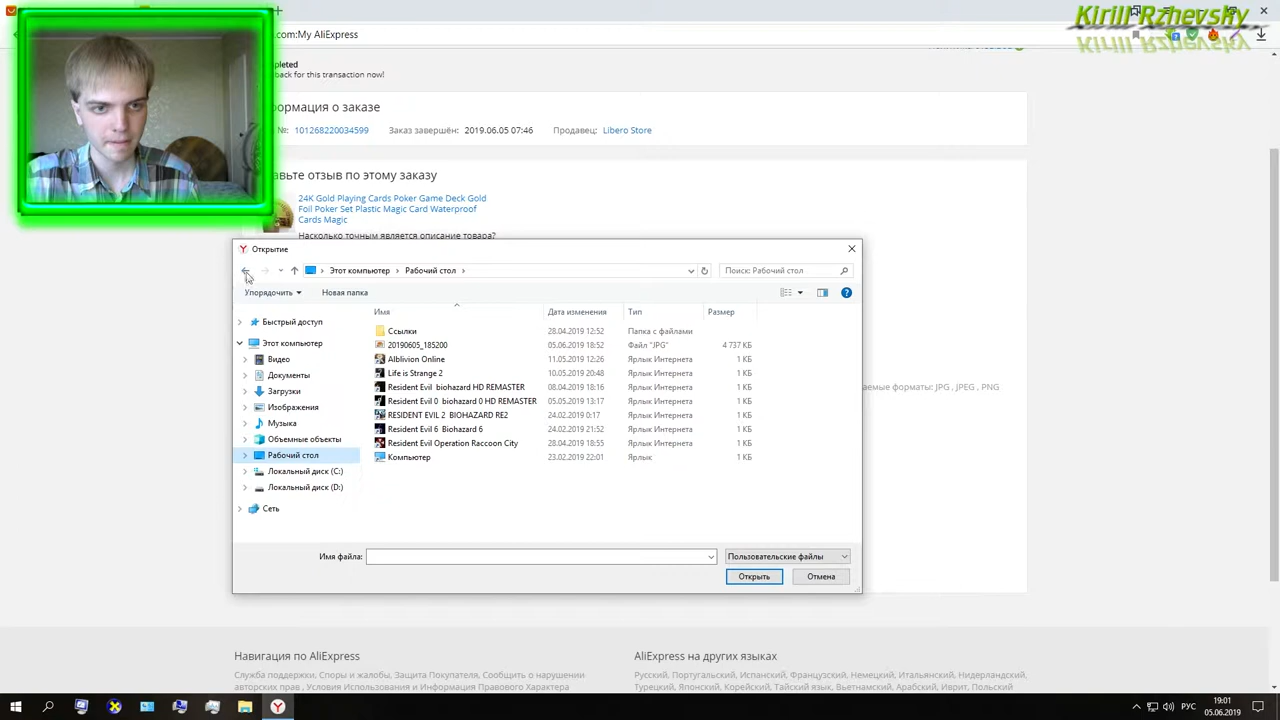 Kirill Rzhevsky
.com:My AliExpress
pleted
back for this transaction now!
формация о заказе
№: 101268220034599 Заказ завершён: 2019.06.05 07:46 Продавец: Libero Store
авьте отзыв по этому заказу
24K Gold Playing Cards Poker Game Deck Gold
Foil Poker Set Plastic Magic Card Waterproof
Cards Magic
Насколько точным является описание товара?
Открытие
Этот компьютер › Рабочий стол ›
Поиск: Рабочий стол
Упорядочить Новая папка
Имя Дата изменения Тип Размер
Ссылки 28.04.2019 12:52 Папка с файлами
20190605_185200 05.06.2019 18:52 Файл "JPG" 4 737 КБ
Alblivion Online 11.05.2019 12:26 Ярлык Интернета 1 КБ
Life is Strange 2 10.05.2019 20:48 Ярлык Интернета 1 КБ
Resident Evil biohazard HD REMASTER 08.04.2019 18:16 Ярлык Интернета 1 КБ
Resident Evil 0 biohazard 0 HD REMASTER 05.05.2019 13:17 Ярлык Интернета 1 КБ
RESIDENT EVIL 2 BIOHAZARD RE2 24.02.2019 0:17 Ярлык Интернета 1 КБ
Resident Evil 6 Biohazard 6 24.02.2019 21:52 Ярлык Интернета 1 КБ
Resident Evil Operation Raccoon City 28.04.2019 18:55 Ярлык Интернета 1 КБ
Компьютер 23.02.2019 22:01 Ярлык 1 КБ
Быстрый доступ
Этот компьютер
Видео
Документы
Загрузки
Изображения
Музыка
Объемные объекты
Рабочий стол
Локальный диск (C:)
Локальный диск (D:)
Сеть
Имя файла:
Пользовательские файлы
Открыть Отмена
аемые форматы: JPG , JPEG , PNG
Навигация по AliExpress
Служба поддержки, Споры и жалобы, Защита Покупателя, Сообщить о нарушении
авторских прав , Условия Использования и Информация Правового Характера
AliExpress на других языках
Русский, Португальский, Испанский, Французский, Немецкий, Итальянский, Нидерландский,
Турецкий, Японский, Корейский, Тайский язык, Вьетнамский, Арабский, Иврит, Польский
РУС
19:01
05.06.2019